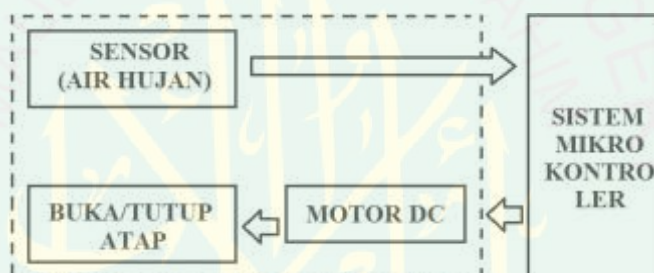 SENSOR
(AIR HUJAN)
SISTEM
MIKRO
KONTRO
LER
BUKA/TUTUP
ATAP
MOTOR DC